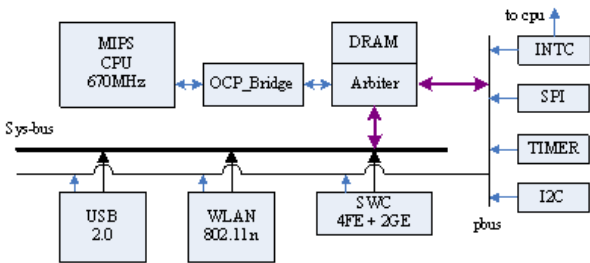 to cpu
MIPS
CPU
670MHz
OCP_Bridge
DRAM
Arbiter
INTC
SPI
TIMER
I2C
Sys-bus
USB
2.0
WLAN
802.11n
SWC
4FE + 2GE
pbus